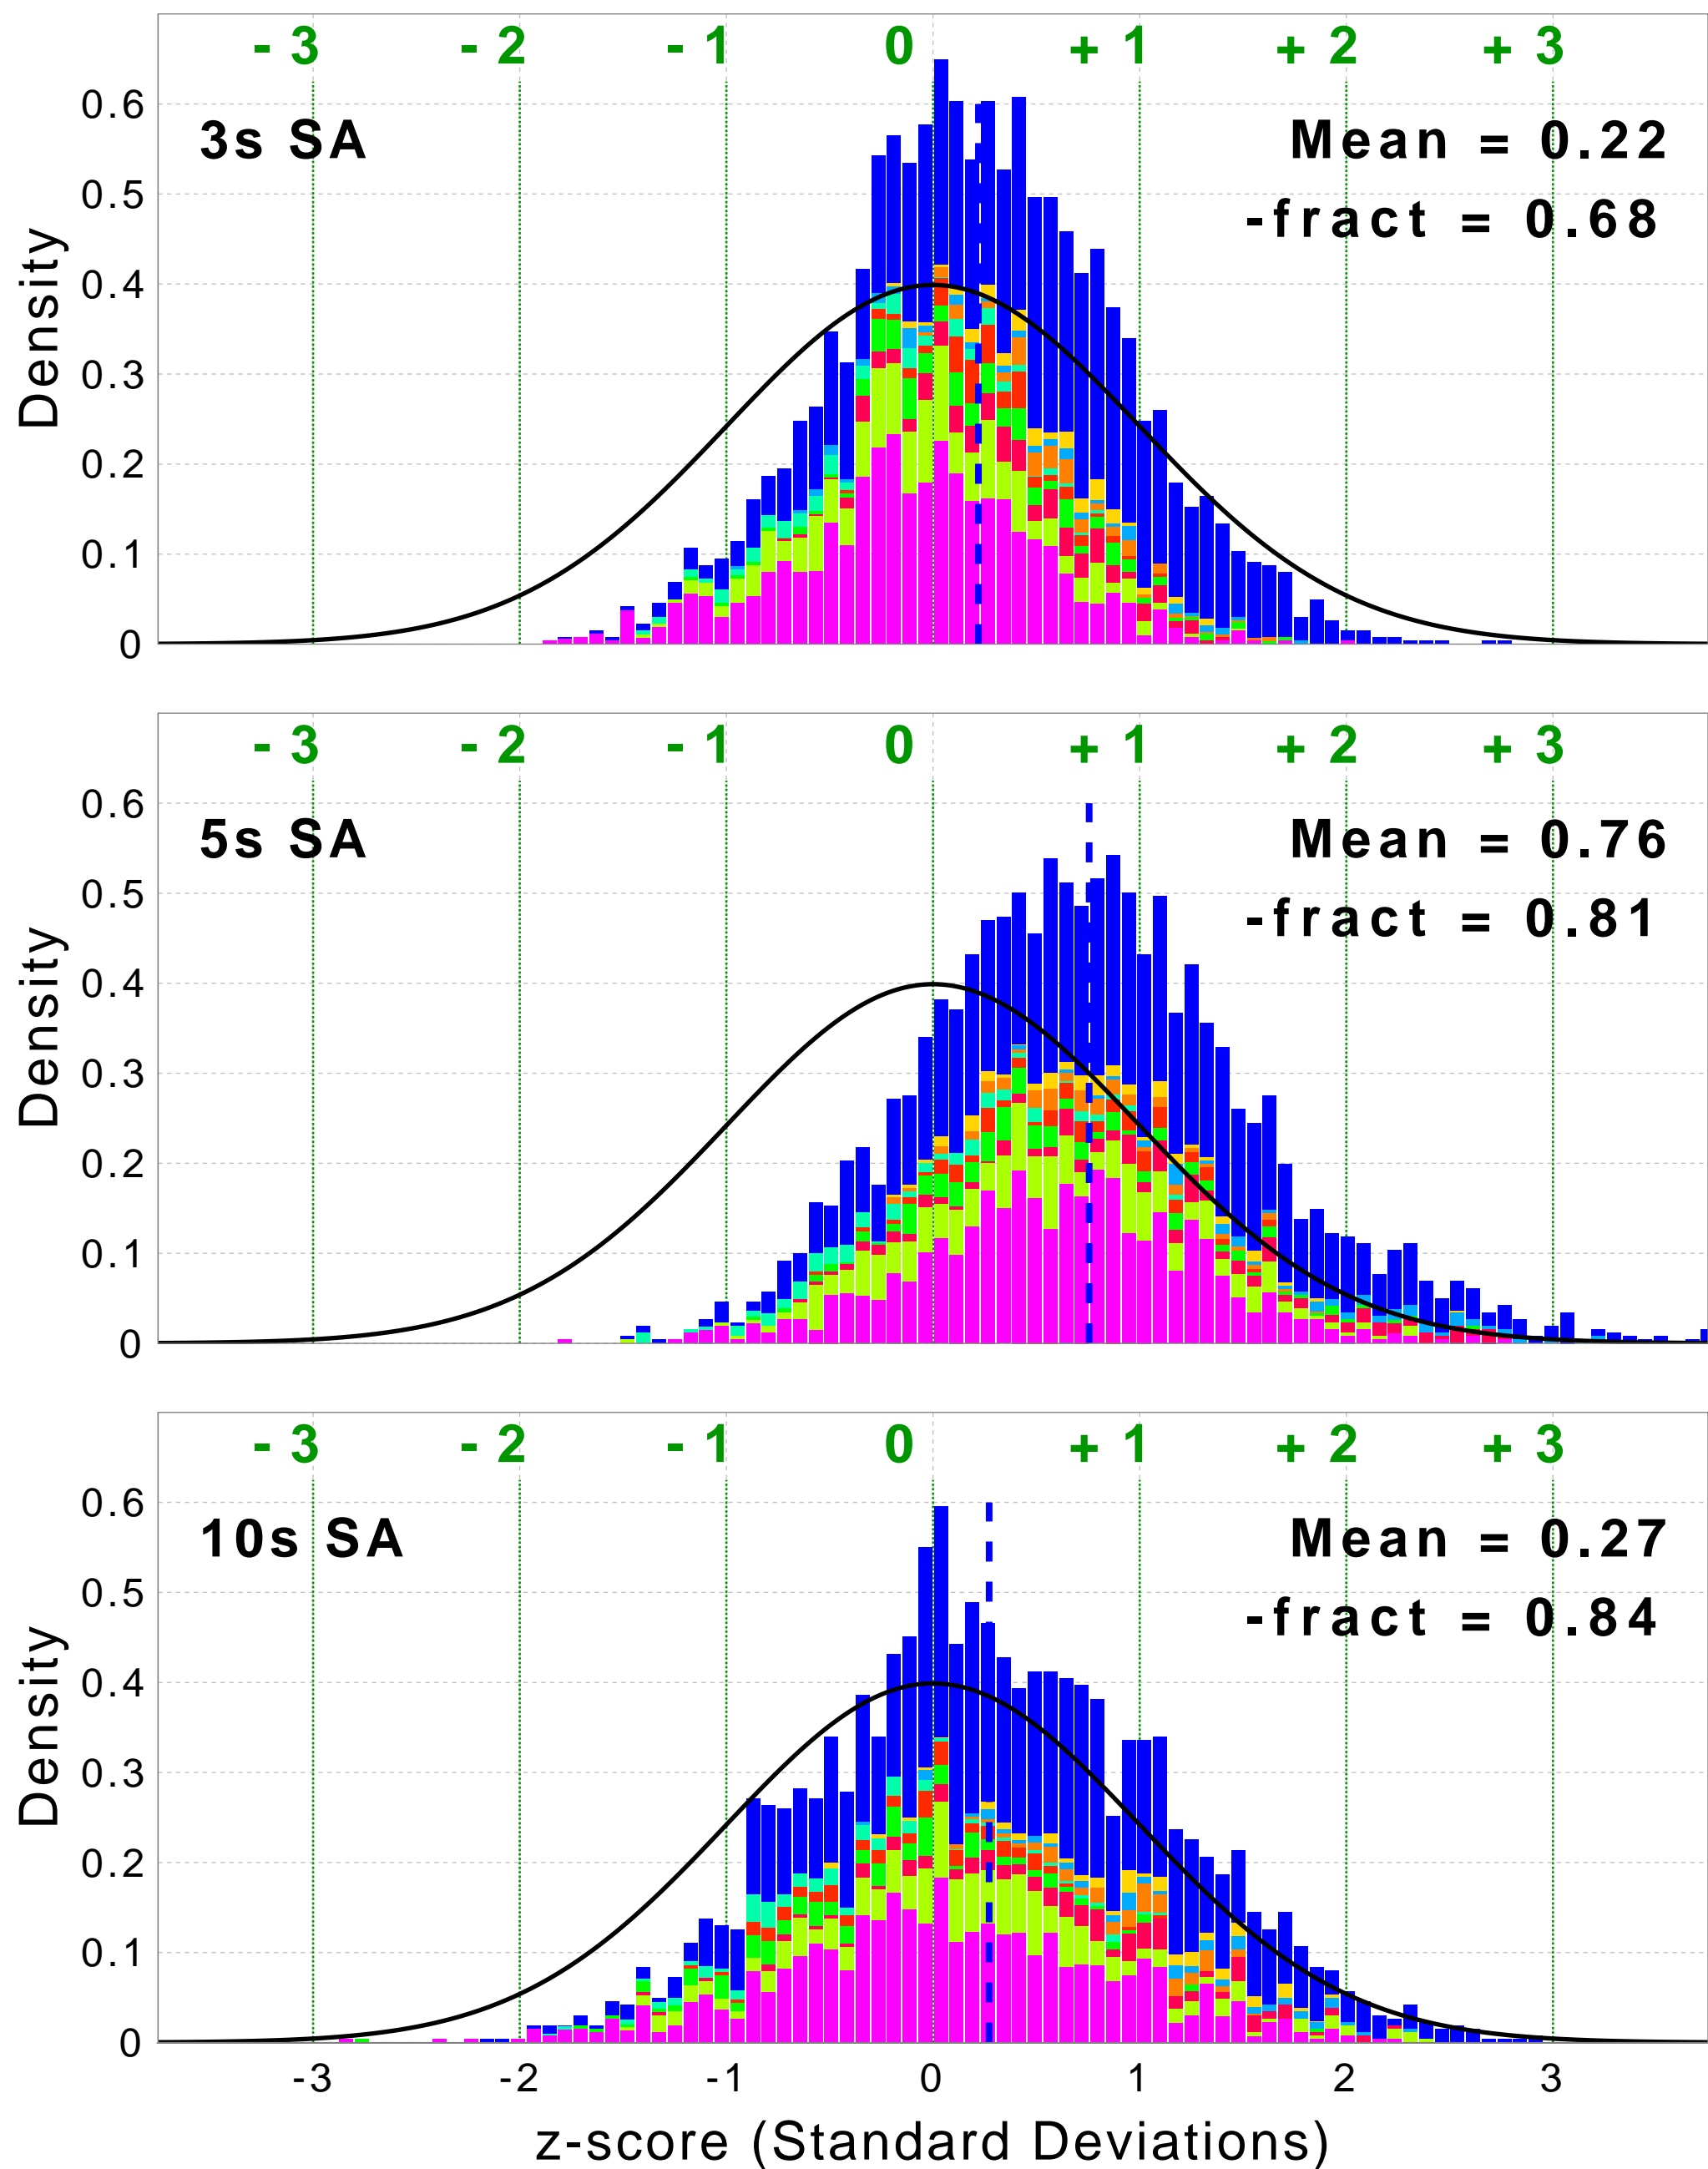 - 3 - 2 - 1 0 + 1 + 2 + 3
0.6
3s SA
Mean = 0.22
0.5
-fract = 0.68
0.4
0.3
0.2
0.1
0
Density
- 3 - 2 - 1 0 + 1 + 2 + 3
0.6
5s SA
Mean = 0.76
0.5
-fract = 0.81
0.4
0.3
0.2
0.1
0
Density
- 3 - 2 - 1 0 + 1 + 2 + 3
0.6
10s SA
Mean = 0.27
0.5
-fract = 0.84
0.4
0.3
0.2
0.1
0
Density
-3 -2 -1 0 1 2 3
z-score (Standard Deviations)